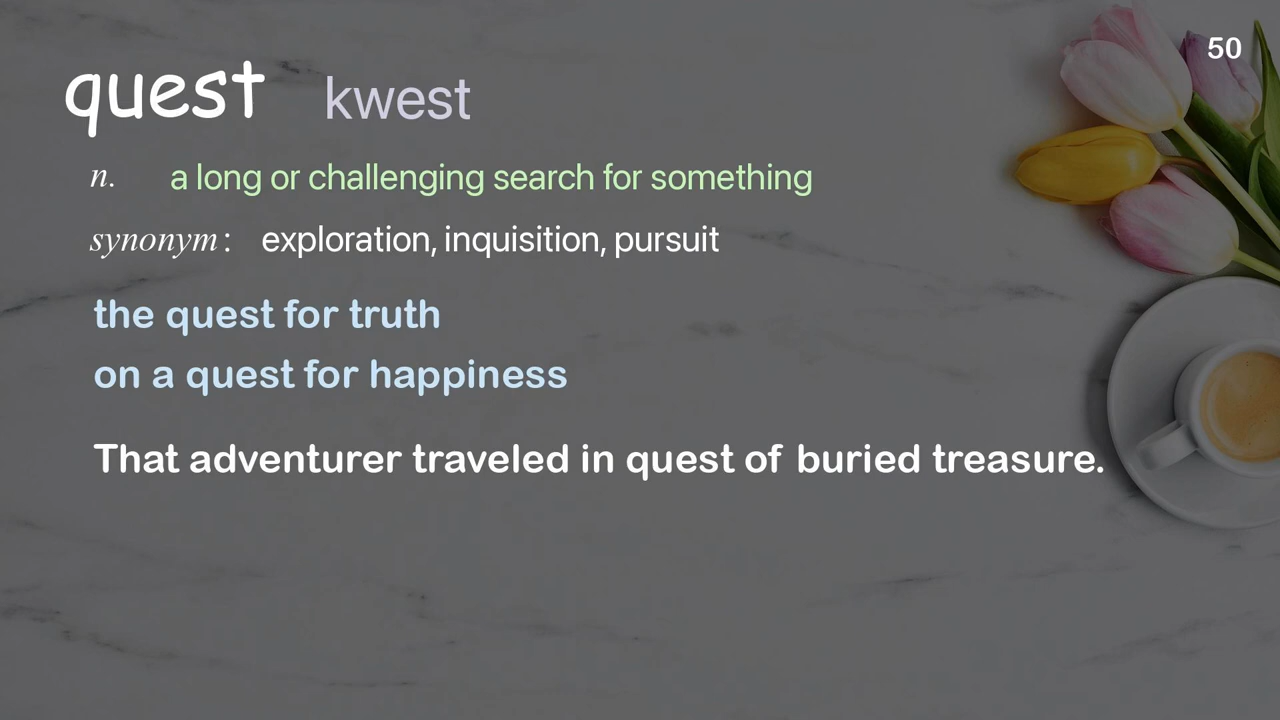 50
quest kwest
n. a long or challenging search for something
synonym: exploration, inquisition, pursuit
the quest for truth
on a quest for happiness
That adventurer traveled in quest of buried treasure.